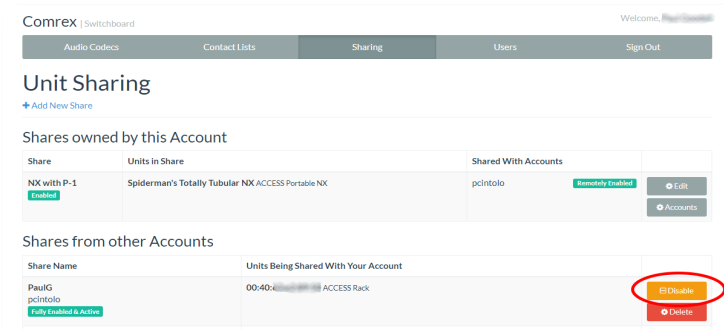 Comrex | Switchboard
Welcome,
Audio Codecs Contact Lists Sharing Users Sign Out
Unit Sharing
+ Add New Share
Shares owned by this Account
Share Units in Share Shared With Accounts
NX with P-1 Spiderman's Totally Tubular NX ACCESS Portable NX pcintolo Remotely Enabled Edit
Enabled
Accounts
Shares from other Accounts
Share Name Units Being Shared With Your Account
PaulG 00:40: ACCESS Rack Disable
pcintolo
Fully Enabled & Active Delete